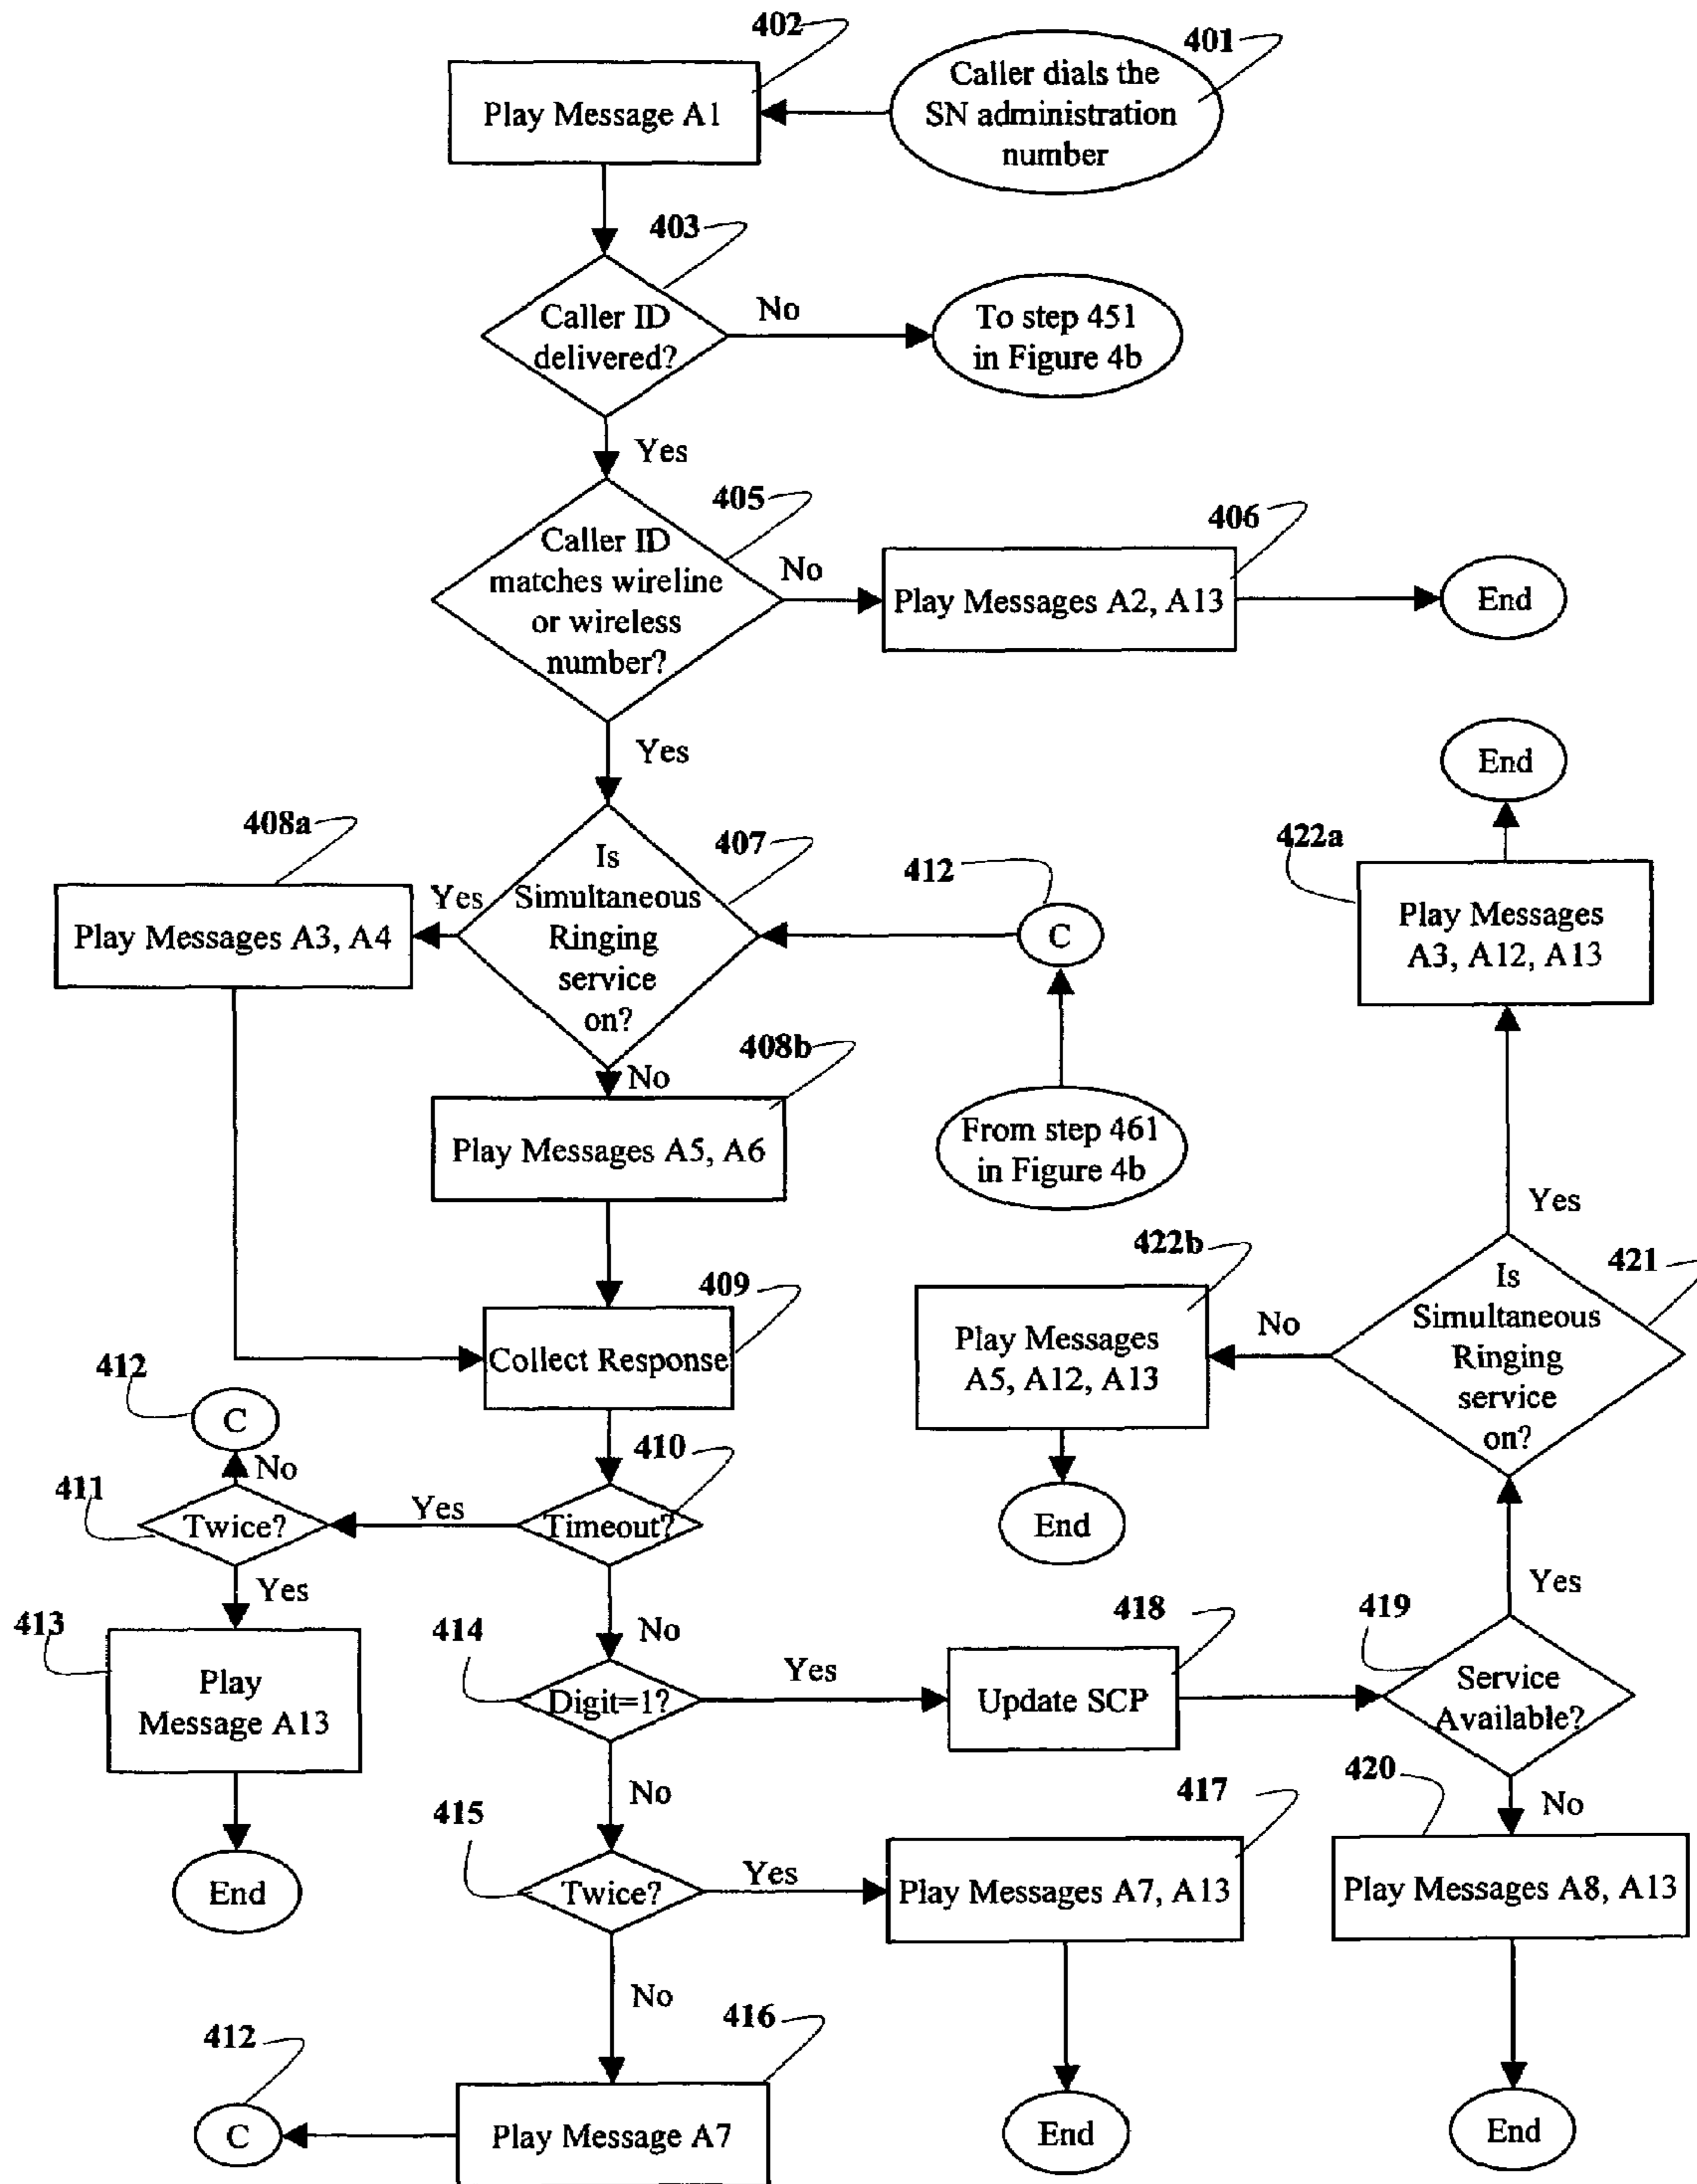 402
401
Play Message A1
Caller dials the
SN administration
number
403
Caller ID
delivered?
No
To step 451
in Figure 4b
Yes
405
Caller ID
matches wireline
or wireless
number?
No
406
Play Messages A2, A13
End
Yes
End
408a
407
412
422a
Is
Simultaneous
Ringing
service
on?
Yes
Play Messages A3, A4
C
Play Messages
A3, A12, A13
No
408b
Play Messages A5, A6
From step 461
in Figure 4b
Yes
409
422b
421
Collect Response
Play Messages
A5, A12, A13
No
Is
Simultaneous
Ringing
service
on?
412
C
No
410
411
Twice?
Yes
Timeout?
End
Yes
Yes
413
Play
Message A13
414
No
418
419
Digit=1?
Yes
Update SCP
Service
Available?
No
420
No
415
417
End
Twice?
Yes
Play Messages A7, A13
Play Messages A8, A13
No
412
416
C
Play Message A7
End
End